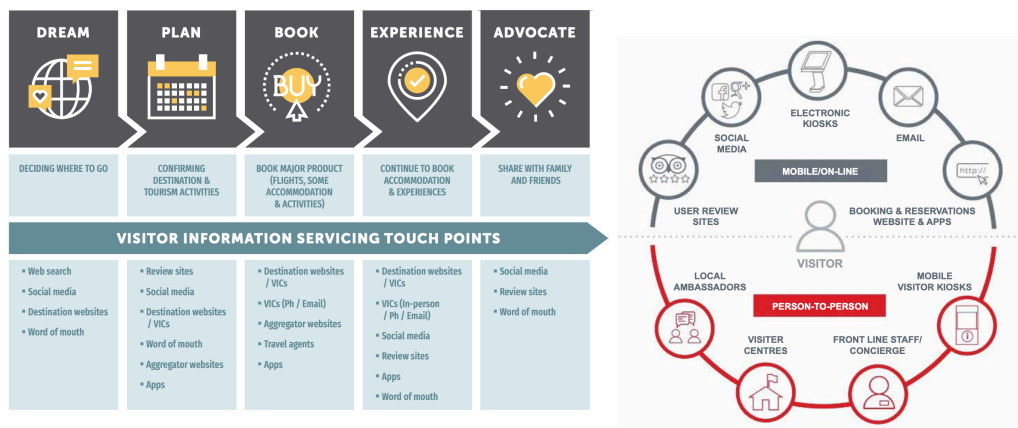 DREAM
PLAN
BOOK
EXPERIENCE
ADVOCATE
BUY
DECIDING WHERE TO GO
CONFIRMING
DESTINATION &
TOURISM ACTIVITIES
BOOK MAJOR PRODUCT
(FLIGHTS, SOME
ACCOMMODATION
& ACTIVITIES)
CONTINUE TO BOOK
ACCOMMODATION
& EXPERIENCES
SHARE WITH FAMILY
AND FRIENDS
VISITOR INFORMATION SERVICING TOUCH POINTS
▪ Web search
▪ Social media
▪ Destination websites
▪ Word of mouth
▪ Review sites
▪ Social media
▪ Destination websites
/ VICs
▪ Word of mouth
▪ Aggregator websites
▪ Apps
▪ Destination websites
/ VICs
▪ VICs (Ph / Email)
▪ Aggregator websites
▪ Travel agents
▪ Apps
▪ Destination websites
/ VICs
▪ VICs (In-person
/ Ph / Email)
▪ Social media
▪ Review sites
▪ Apps
▪ Word of mouth
▪ Social media
▪ Review sites
▪ Word of mouth
ELECTRONIC
KIOSKS
SOCIAL
MEDIA
EMAIL
MOBILE/ON-LINE
http://
USER REVIEW
SITES
BOOKING & RESERVATIONS
WEBSITE & APPS
VISITOR
LOCAL
AMBASSADORS
MOBILE
VISITOR KIOSKS
PERSON-TO-PERSON
VISITER
CENTRES
FRONT LINE STAFF/
CONCIERGE